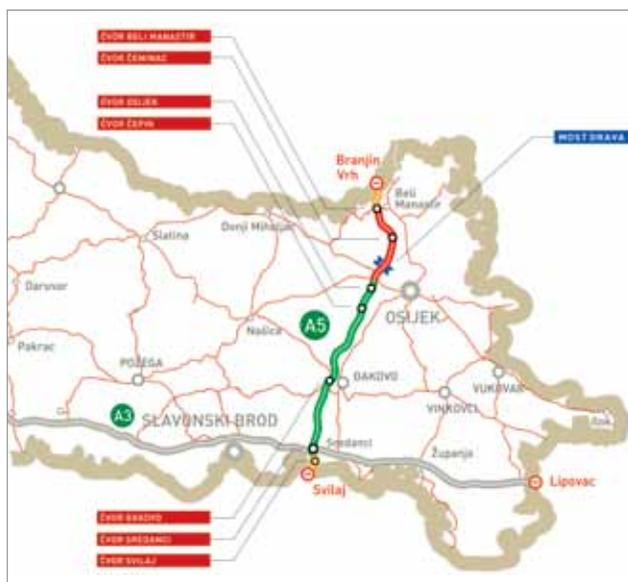 ČVOR BELI MANASTIR
ČVOR ČEMINAC
ČVOR OSIJEK
ČVOR ČEPIN
MOST DRAVA
Branjin
Vrh
Beli
Manastir
Donji Miholjac
Slatina
Daruvar
OSIJEK
A5
Našice
Pakrac
POŽEGA
ĐAKOVO
VUKOVAR
VINKOVCI
A3
SLAVONSKI BROD
Ilok
Sredanci
Županja
Svilaj
Lipovac
ČVOR ĐAKOVO
ČVOR SREDANCI
ČVOR SVILAJ